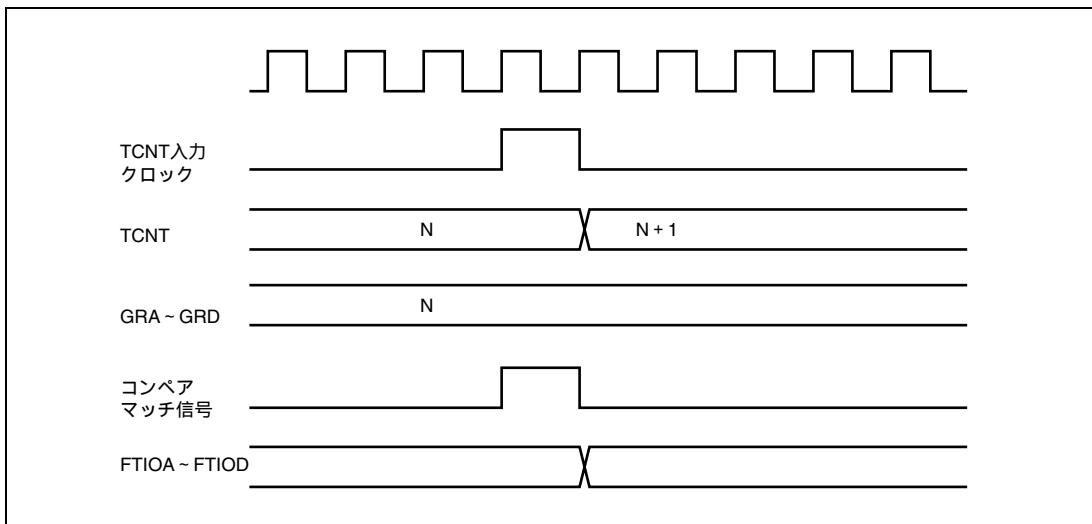 TCNT入力
クロック
TCNT
N
N + 1
GRA ~ GRD
N
コンペア
マッチ信号
FTIOA ~ FTIOD